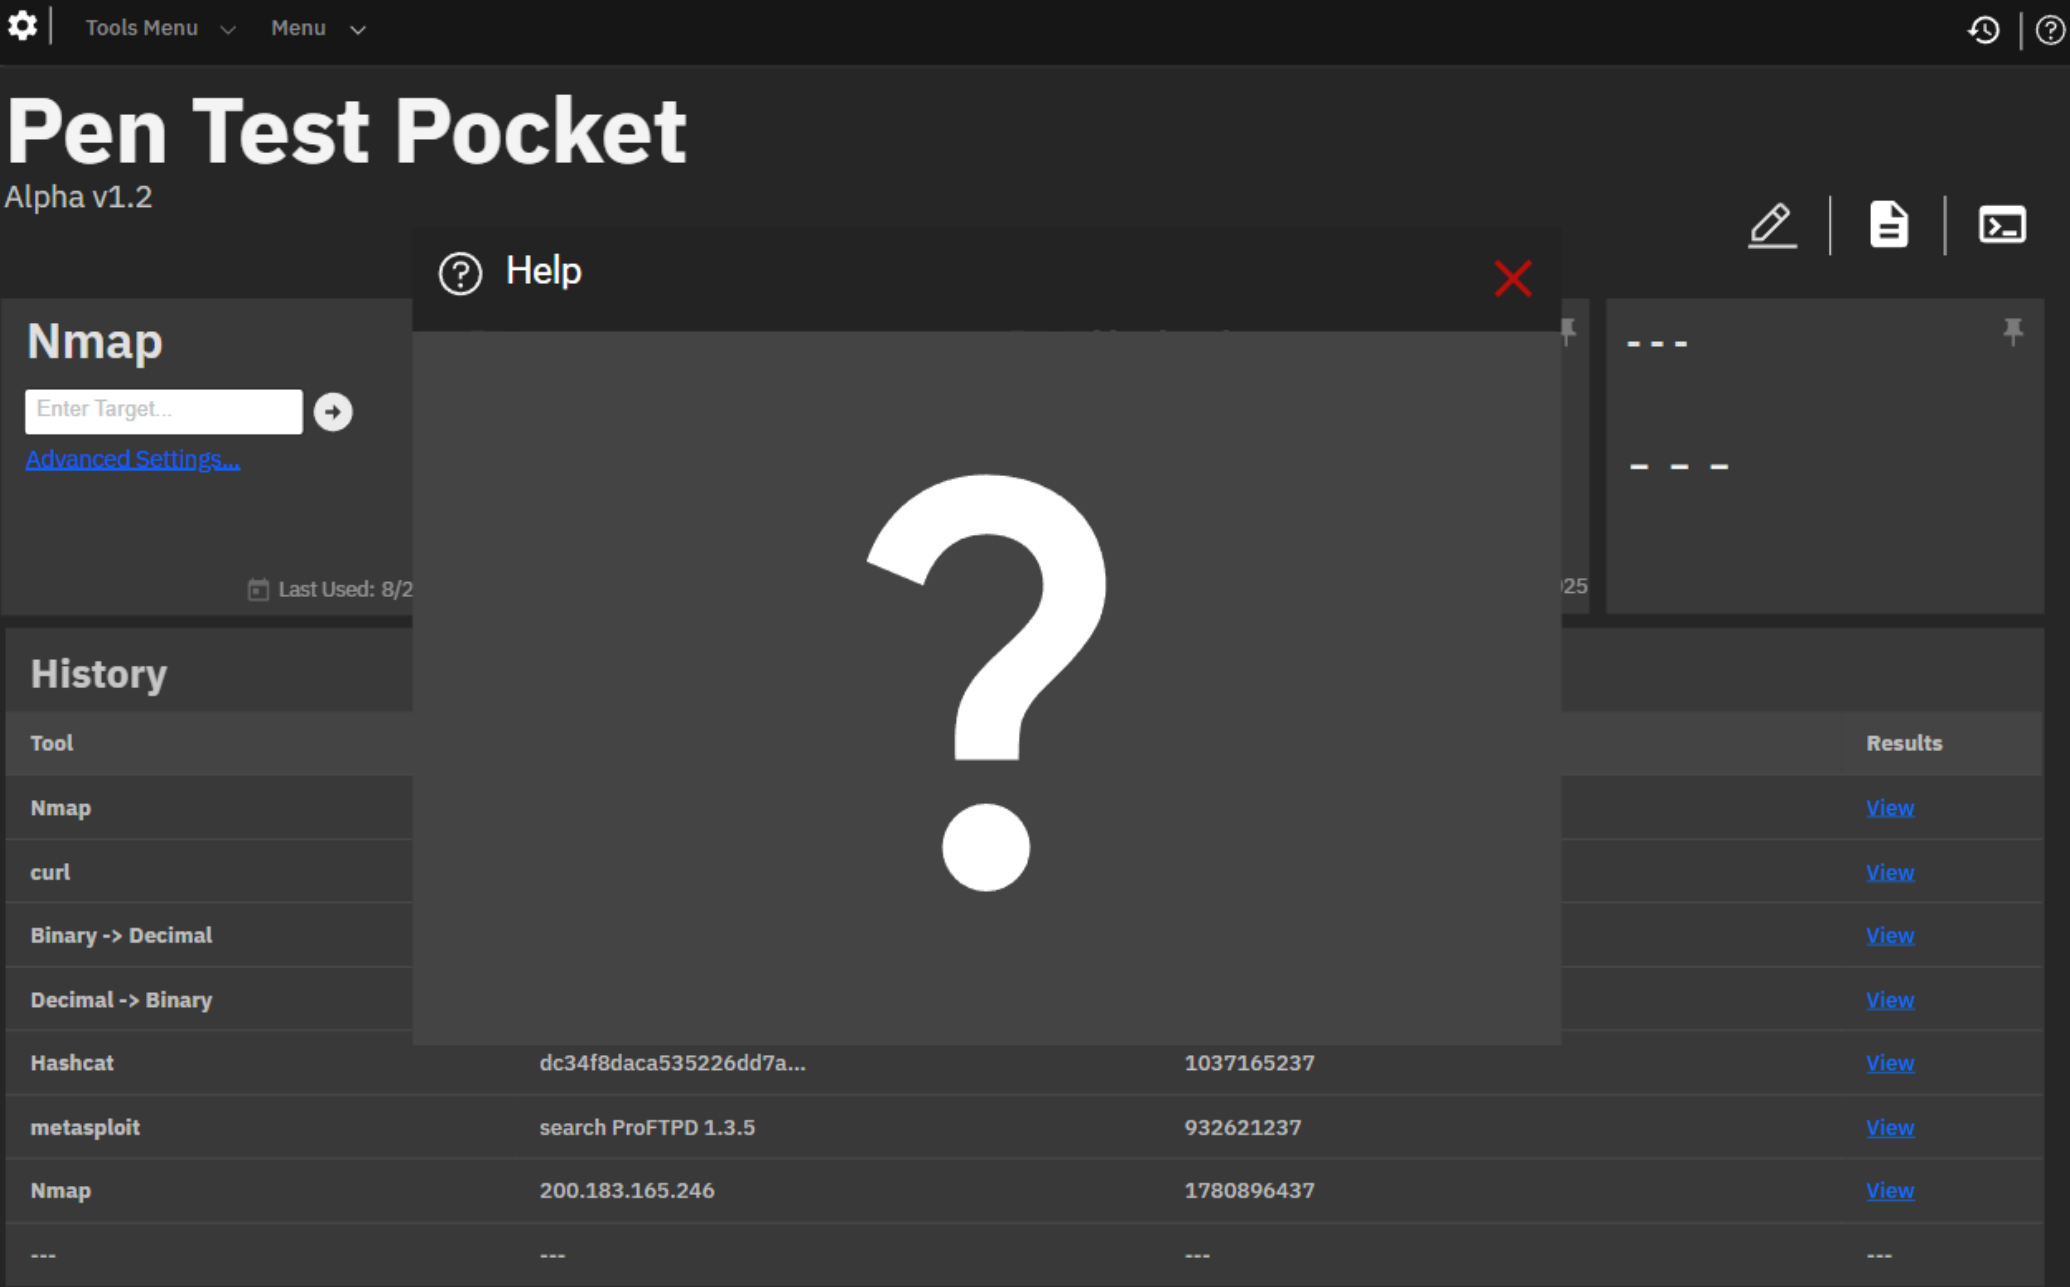 Tools Menu Menu
Pen Test Pocket
Alpha v1.2
Help
Nmap
Enter Target...
Advanced Settings...
Last Used: 8/2
---
---
History
Tool Results
Nmap View
curl View
Binary -> Decimal View
Decimal -> Binary View
Hashcat dc34f8daca535226dd7a... 1037165237 View
metasploit search ProFTPD 1.3.5 932621237 View
Nmap 200.183.165.246 1780896437 View
--- --- --- ---
?